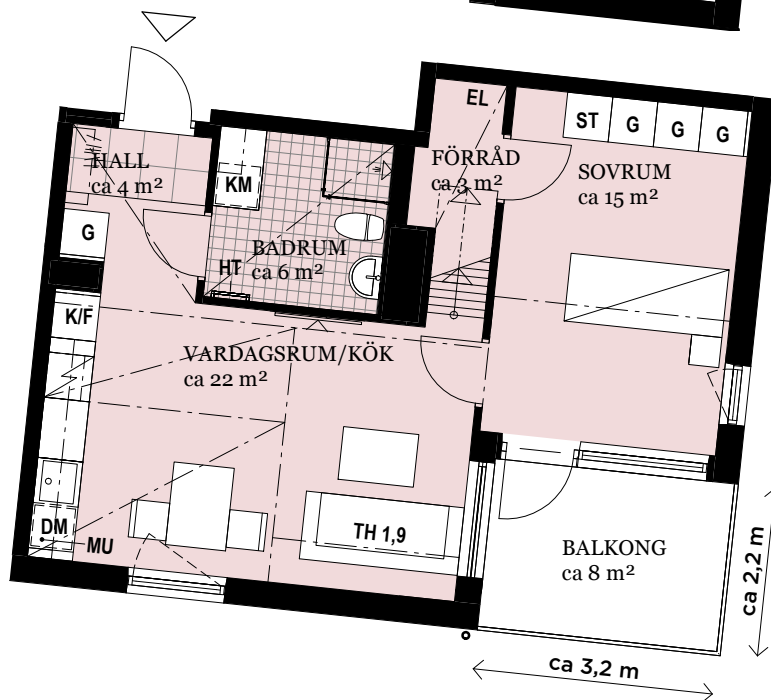 EL
ST
G
G
G
HALL
ca 4 m²
KM
FÖRRÅD
ca 3 m²
SOVRUM
ca 15 m²
G
BADRUM
ca 6 m²
HT
K/F
VARDAGSRUM/KÖK
ca 22 m²
DM
MU
TH 1,9
BALKONG
ca 8 m²
ca 2,2 m
ca 3,2 m